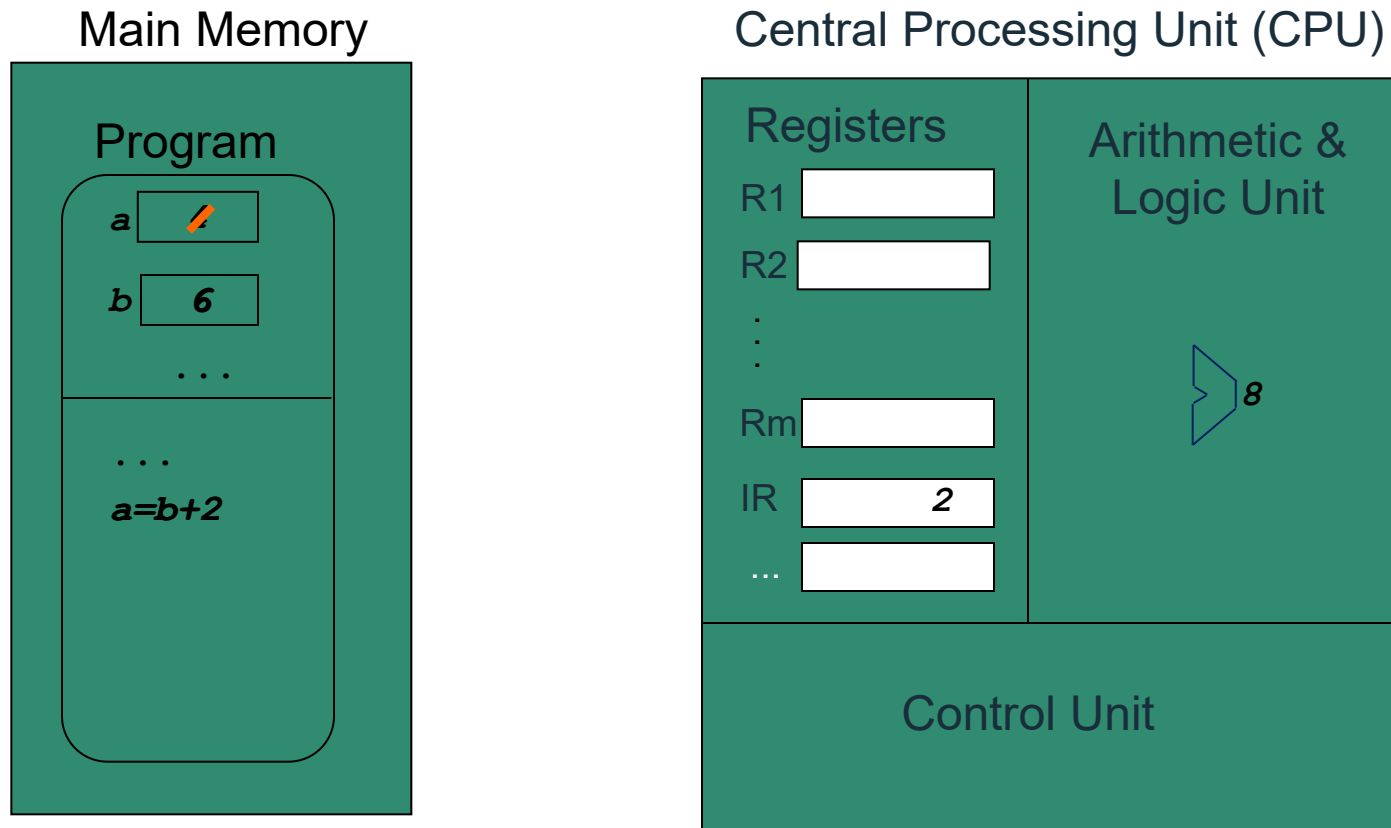 Main Memory
Program
a
b 6
...
...
a=b+2
Central Processing Unit (CPU)
Registers
R1
R2
.
.
.
Rm
IR 2
...
Arithmetic &
Logic Unit
8
Control Unit